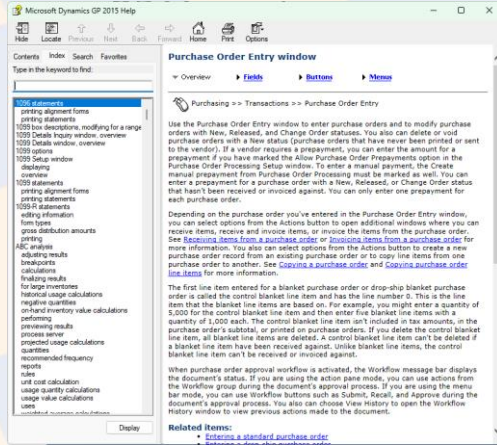 Microsoft Dynamics GP 2015 Help
Hide Locate Previous Next Back Forward Home Print Options
Contents Index Search Favorites
Type in the keyword to find:
1096 statements
printing alignment forms
printing statements
1099 box descriptions, modifying for a range
1099 Details Inquiry window, overview
1099 Details window, overview
1099 options
1099 Setup window
displaying
overview
1099 statements
printing alignment forms
printing statements
1099-R statements
editing information
form types
gross distribution amounts
printing
ABC analysis
adjusting results
breakpoints
calculations
finalizing results
for large inventories
historical usage calculations
negative quantities
on-hand inventory value calculations
performing
previewing results
process server
projected usage calculations
quantities
recommended frequency
reports
rules
unit cost calculation
usage quantity calculations
usage value calculations
uses
weighted average calculations
Display
Purchase Order Entry window
Overview Fields Buttons Menus
Purchasing >> Transactions >> Purchase Order Entry
Use the Purchase Order Entry window to enter purchase orders and to modify purchase
orders with New, Released, and Change Order statuses. You can also delete or void
purchase orders with a New status (purchase orders that have never been printed or sent
to the vendor). If a vendor requires a prepayment, you can enter the amount for a
prepayment if you have marked the Allow Purchase Order Prepayments option in the
Purchase Order Processing Setup window. To enter a manual payment, the Create
manual prepayment from Purchase Order Processing must be marked as well. You can
enter a prepayment for a purchase order with a New, Released, or Change Order status
that hasn't been received or invoiced against. You can only enter one prepayment for
each purchase order.
Depending on the purchase order you've entered in the Purchase Order Entry window,
you can select options from the Actions button to open additional windows where you can
receive items, receive and invoice items, or invoice the items from the purchase order.
See Receiving items from a purchase order or Invoicing items from a purchase order for
more information. You also can select options from the Actions button to create a new
purchase order record from an existing purchase order or to copy line items from one
purchase order to another. See Copying a purchase order and Copying purchase order
line items for more information.
The first line item entered for a blanket purchase order or drop-ship blanket purchase
order is called the control blanket line item and has the line number 0. This is the line
item that the blanket line items are based on. For example, you might enter a quantity of
5,000 for the control blanket line item and then enter five blanket line items with a
quantity of 1,000 each. The control blanket line item isn't included in tax amounts, in the
purchase order's subtotal, or printed on purchase orders. If you delete the control blanket
line item, all blanket line items are deleted. A control blanket line item can't be deleted if
a blanket line item have been received against. Unlike blanket line items, the control
blanket line item can't be received or invoiced against.
When purchase order approval workflow is activated, the Workflow message bar displays
the document's status. If you are using the action pane mode, you can use actions from
the Workflow group during the document's approval process. If you are using the menu
bar mode, you can use Workflow buttons such as Submit, Recall, and Approve during the
document's approval process. You also can choose View History to open the Workflow
History window to view previous actions made to the document.
Related items:
Entering a standard purchase order
Entering a drop-ship purchase order